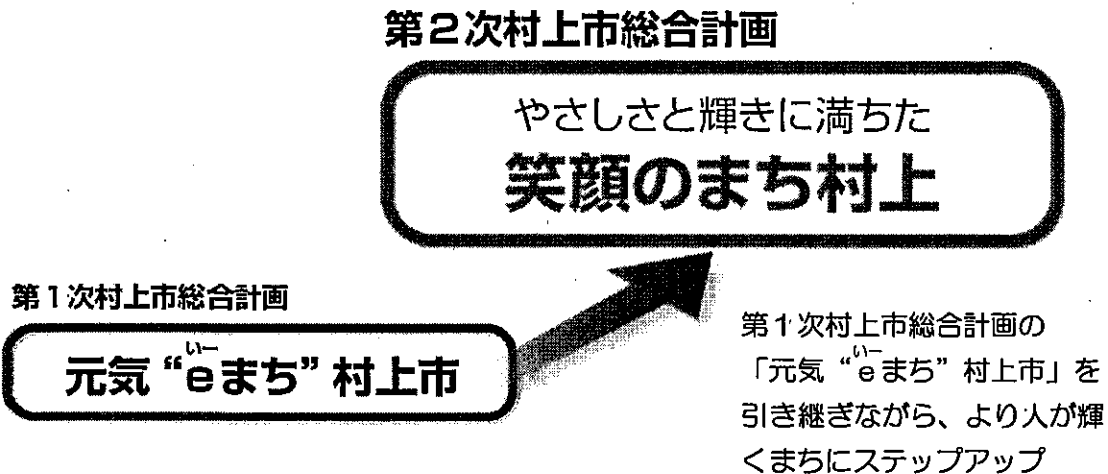 第2次村上市総合計画
やさしさと輝きに満ちた
笑顔のまち村上
第1次村上市総合計画
いー
元気“eまち”村上市
第1次村上市総合計画の
いー
「元気“eまち”村上市」を
引き継ぎながら、より人が輝
くまちにステップアップ